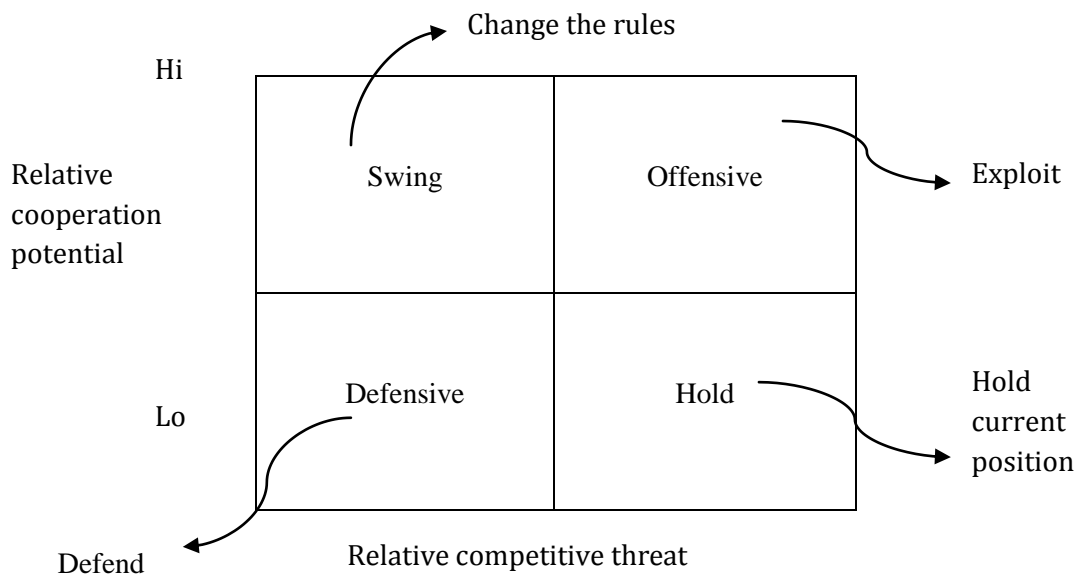 Change the rules
Hi
Relative
cooperation
potential
Swing
Offensive
Exploit
Lo
Defensive
Hold
Hold
current
position
Defend
Relative competitive threat